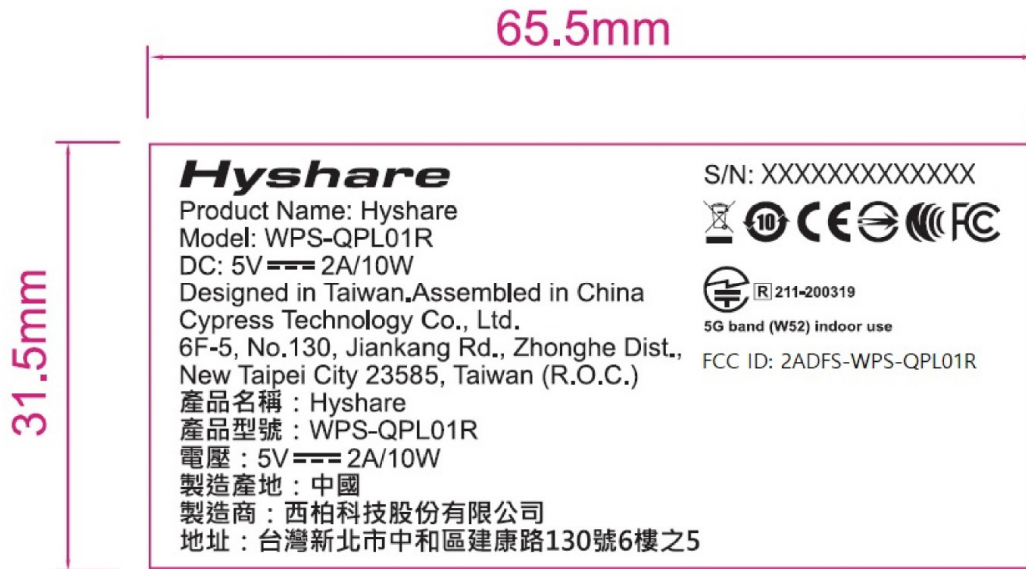 65.5mm
31.5mm
Hyshare
Product Name: Hyshare
Model: WPS-QPL01R
DC: 5V⎓2A/10W
Designed in Taiwan.Assembled in China
Cypress Technology Co., Ltd.
6F-5, No.130, Jiankang Rd., Zhonghe Dist.,
New Taipei City 23585, Taiwan (R.O.C.)
產品名稱：Hyshare
產品型號：WPS-QPL01R
電壓：5V⎓2A/10W
製造產地：中國
製造商：西柏科技股份有限公司
地址：台灣新北市中和區建康路130號6樓之5
S/N: XXXXXXXXXXXXX
10 CE FC
R 211-200319
5G band (W52) indoor use
FCC ID: 2ADFS-WPS-QPL01R